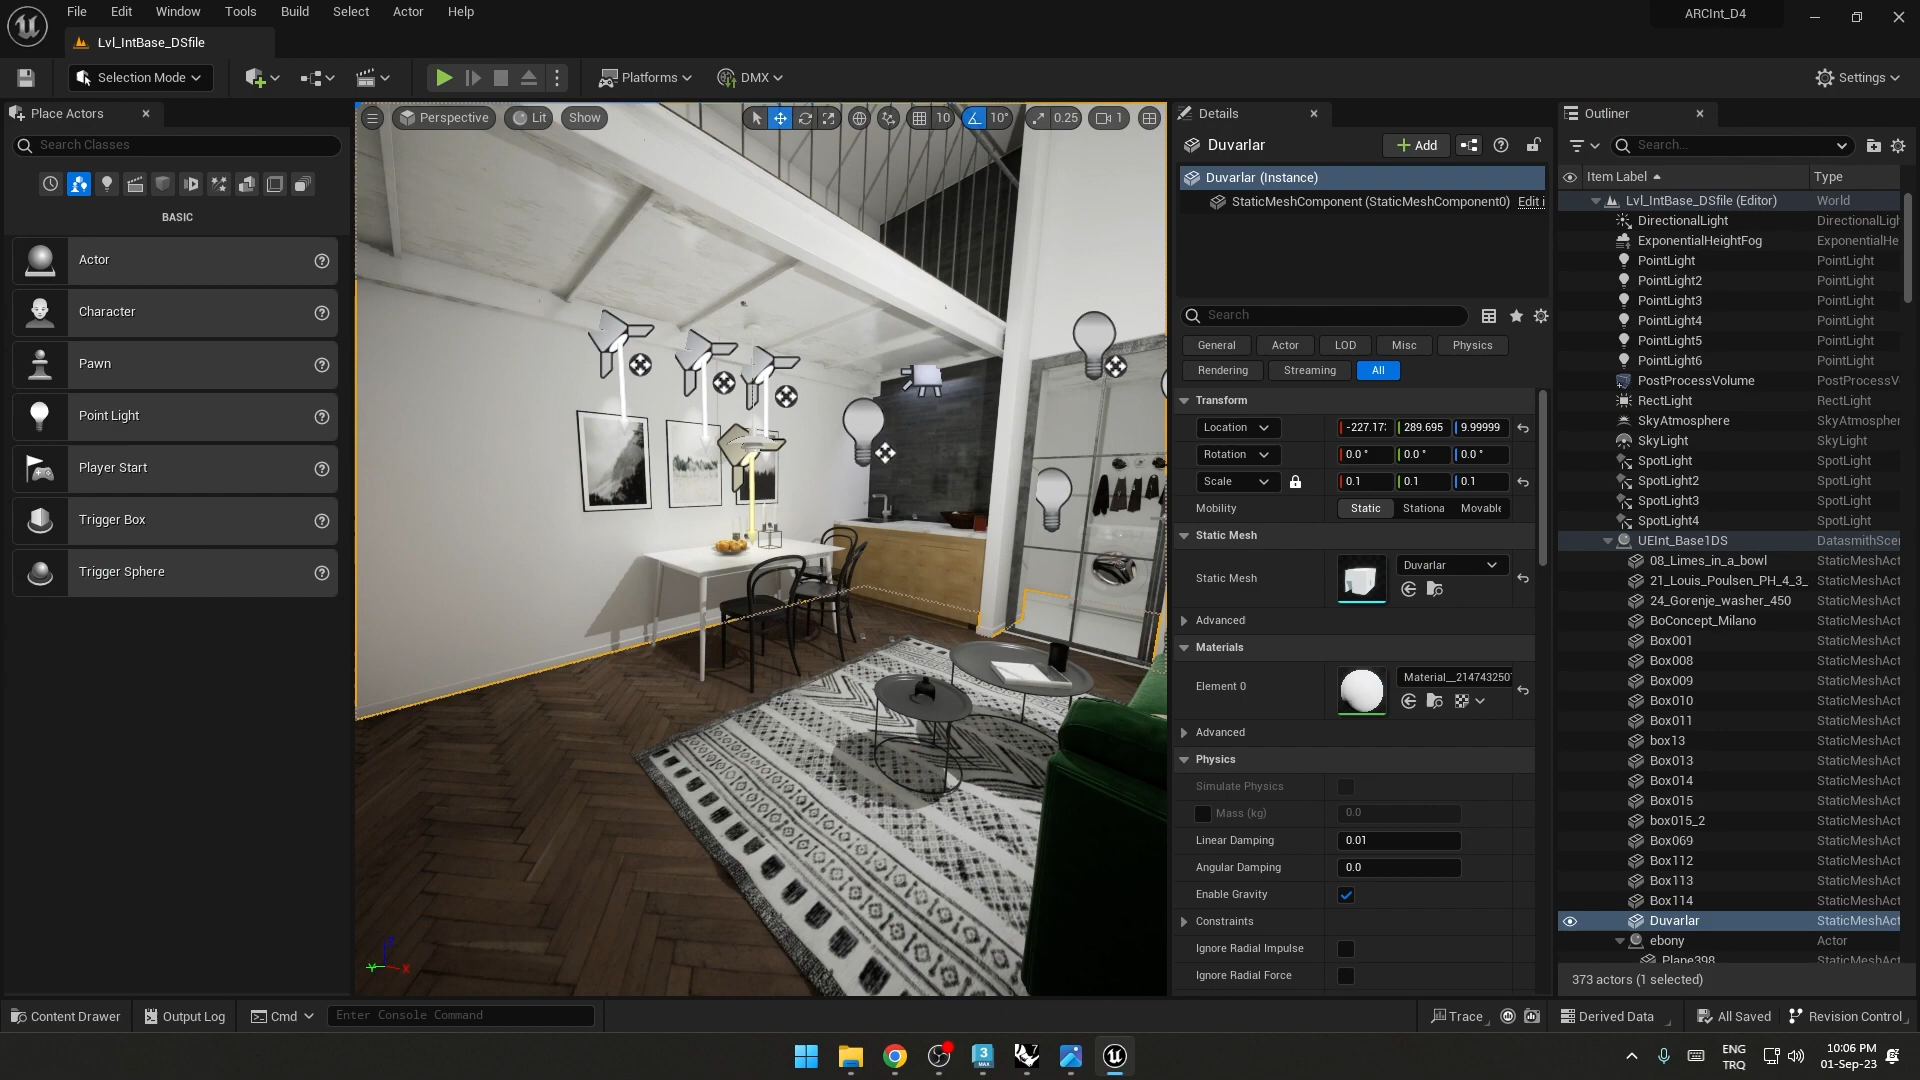 File Edit Window Tools Build Select Actor Help
ARCInt_D4
Lvl_IntBase_DSfile
Selection Mode
Platforms
DMX
Settings
Place Actors
Search Classes
BASIC
Actor
Character
Pawn
Point Light
Player Start
Trigger Box
Trigger Sphere
Perspective
Lit
Show
10
10°
0.25
1
Details
Duvarlar
Add
Duvarlar (Instance)
StaticMeshComponent (StaticMeshComponent0) Edit i
Search
General Actor LOD Misc Physics
Rendering Streaming All
Transform
Location -227.17 289.695 9.99999
Rotation 0.0 ° 0.0 ° 0.0 °
Scale 0.1 0.1 0.1
Mobility Static Stationa Movable
Static Mesh
Static Mesh
Duvarlar
Advanced
Materials
Element 0
Material__214743250
Advanced
Physics
Simulate Physics
Mass (kg) 0.0
Linear Damping 0.01
Angular Damping 0.0
Enable Gravity
Constraints
Ignore Radial Impulse
Ignore Radial Force
Outliner
Search...
Item Label Type
Lvl_IntBase_DSfile (Editor) World
DirectionalLight DirectionalLigh
ExponentialHeightFog ExponentialHe
PointLight PointLight
PointLight2 PointLight
PointLight3 PointLight
PointLight4 PointLight
PointLight5 PointLight
PointLight6 PointLight
PostProcessVolume PostProcessV
RectLight RectLight
SkyAtmosphere SkyAtmospher
SkyLight SkyLight
SpotLight SpotLight
SpotLight2 SpotLight
SpotLight3 SpotLight
SpotLight4 SpotLight
UEInt_Base1DS DatasmithScen
08_Limes_in_a_bowl StaticMeshAct
21_Louis_Poulsen_PH_4_3_ StaticMeshAct
24_Gorenje_washer_450 StaticMeshAct
BoConcept_Milano StaticMeshAct
Box001 StaticMeshAct
Box008 StaticMeshAct
Box009 StaticMeshAct
Box010 StaticMeshAct
Box011 StaticMeshAct
box13 StaticMeshAct
Box013 StaticMeshAct
Box014 StaticMeshAct
Box015 StaticMeshAct
box015_2 StaticMeshAct
Box069 StaticMeshAct
Box112 StaticMeshAct
Box113 StaticMeshAct
Box114 StaticMeshAct
Duvarlar StaticMeshAct
ebony Actor
Plane398 StaticMeshAct
373 actors (1 selected)
Content Drawer
Output Log
Cmd
Enter Console Command
Trace
Derived Data
All Saved
Revision Control
ENG
TRQ
10:06 PM
01-Sep-23